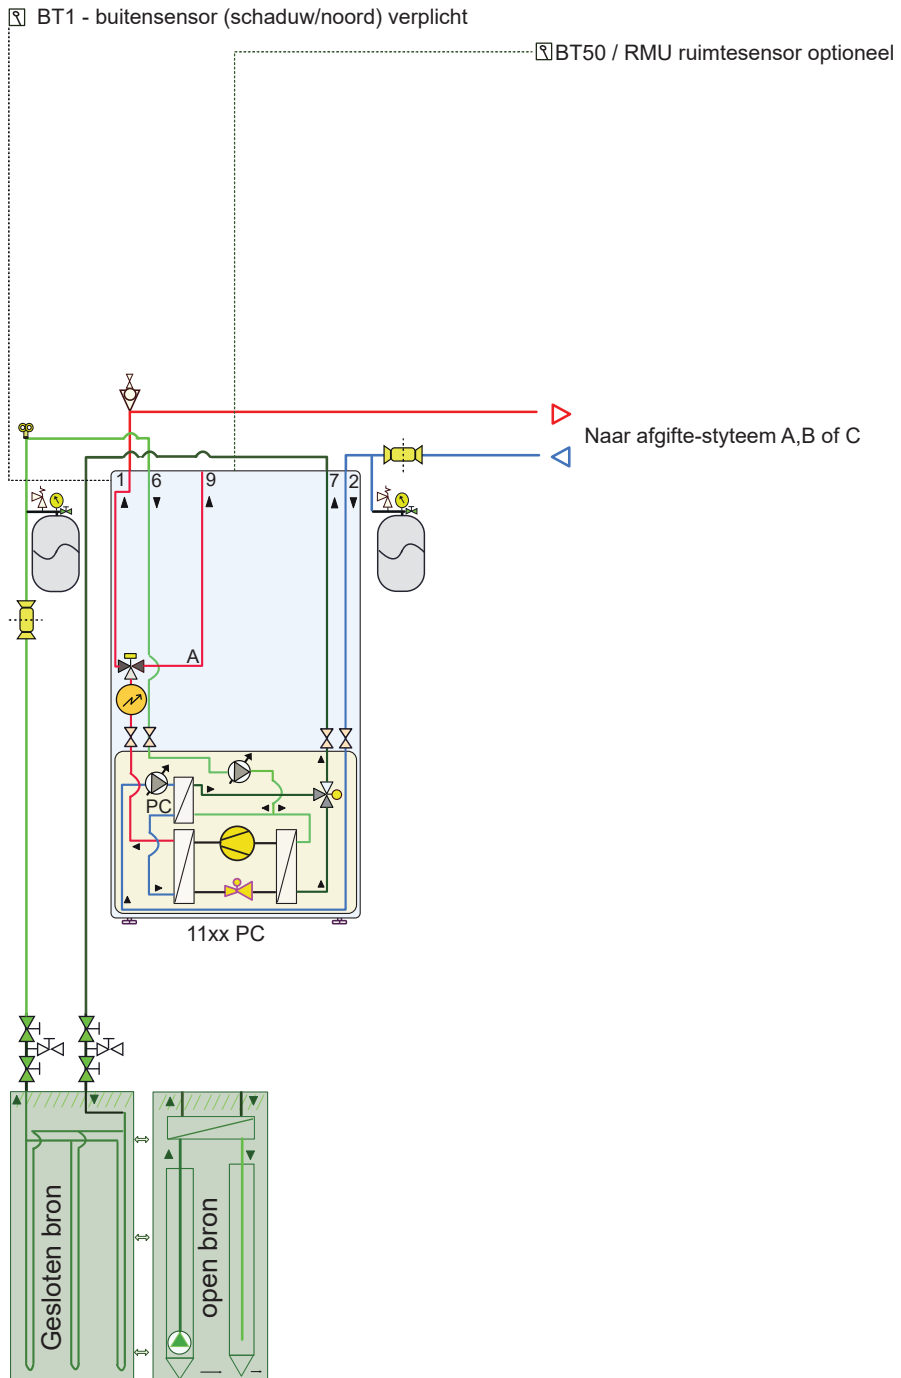 BT1 - buitensensor (schaduw/noord) verplicht
BT50 / RMU ruimtesensor optioneel
Naar afgifte-styteem A,B of C
1 6 9 7 2
A
PC
11xx PC
Gesloten bron
open bron